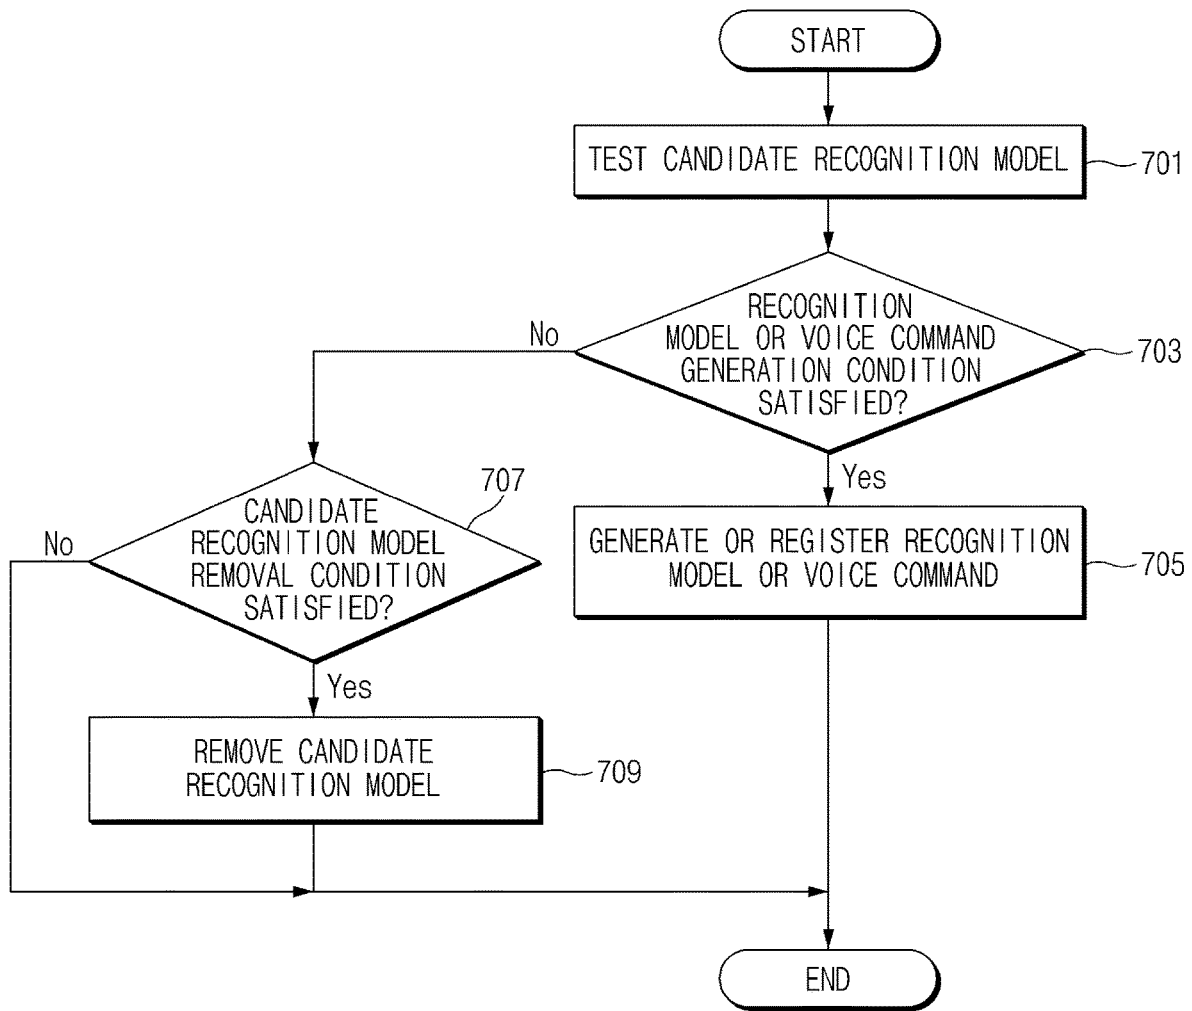 START
TEST CANDIDATE RECOGNITION MODEL
701
RECOGNITION
MODEL OR VOICE COMMAND
GENERATION CONDITION
SATISFIED?
703
No
Yes
707
CANDIDATE
RECOGNITION MODEL
REMOVAL CONDITION
SATISFIED?
No
GENERATE OR REGISTER RECOGNITION
MODEL OR VOICE COMMAND
705
Yes
REMOVE CANDIDATE
RECOGNITION MODEL
709
END